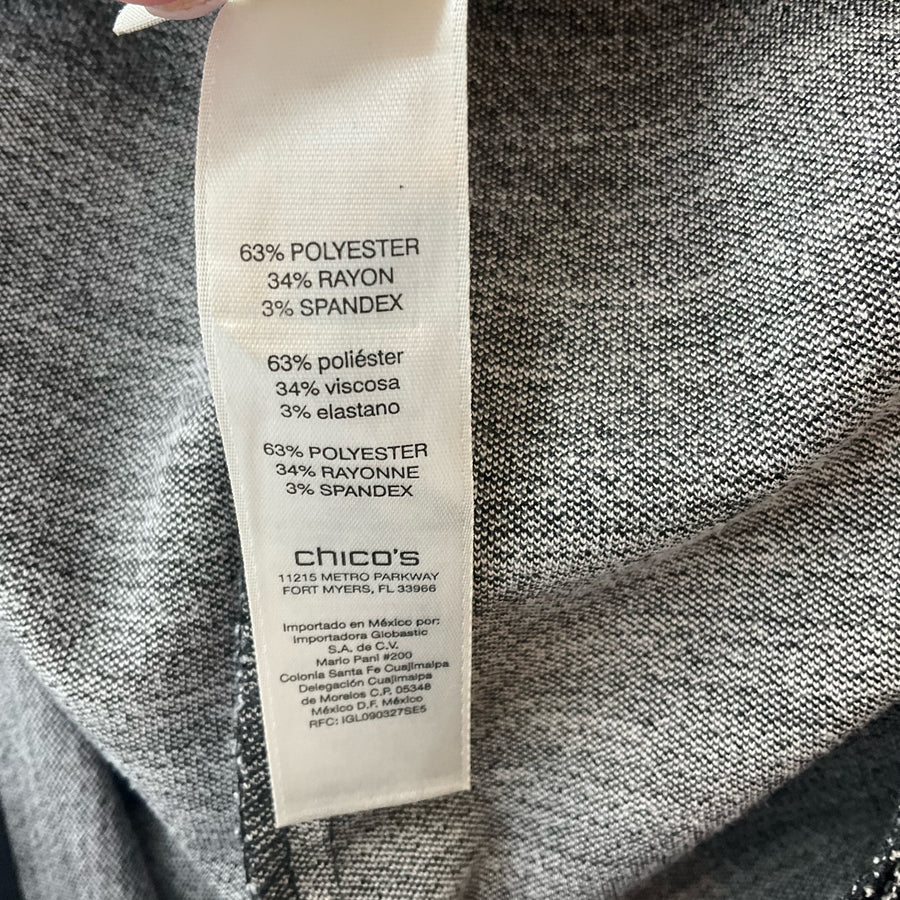 63% POLYESTER
34% RAYON
3% SPANDEX
63% poliéster
34% viscosa
3% elastano
63% POLYESTER
34% RAYONNE
3% SPANDEX
chico's
11215 METRO PARKWAY
FORT MYERS, FL 33966
Importado en México por:
Importadora Globastic
S.A. de C.V.
Mario Pani #200
Colonia Santa Fe Cuajimalpa
Delegación Cuajimalpa
de Morelos C.P. 05348
México D.F. México
RFC: IGL090327SE5